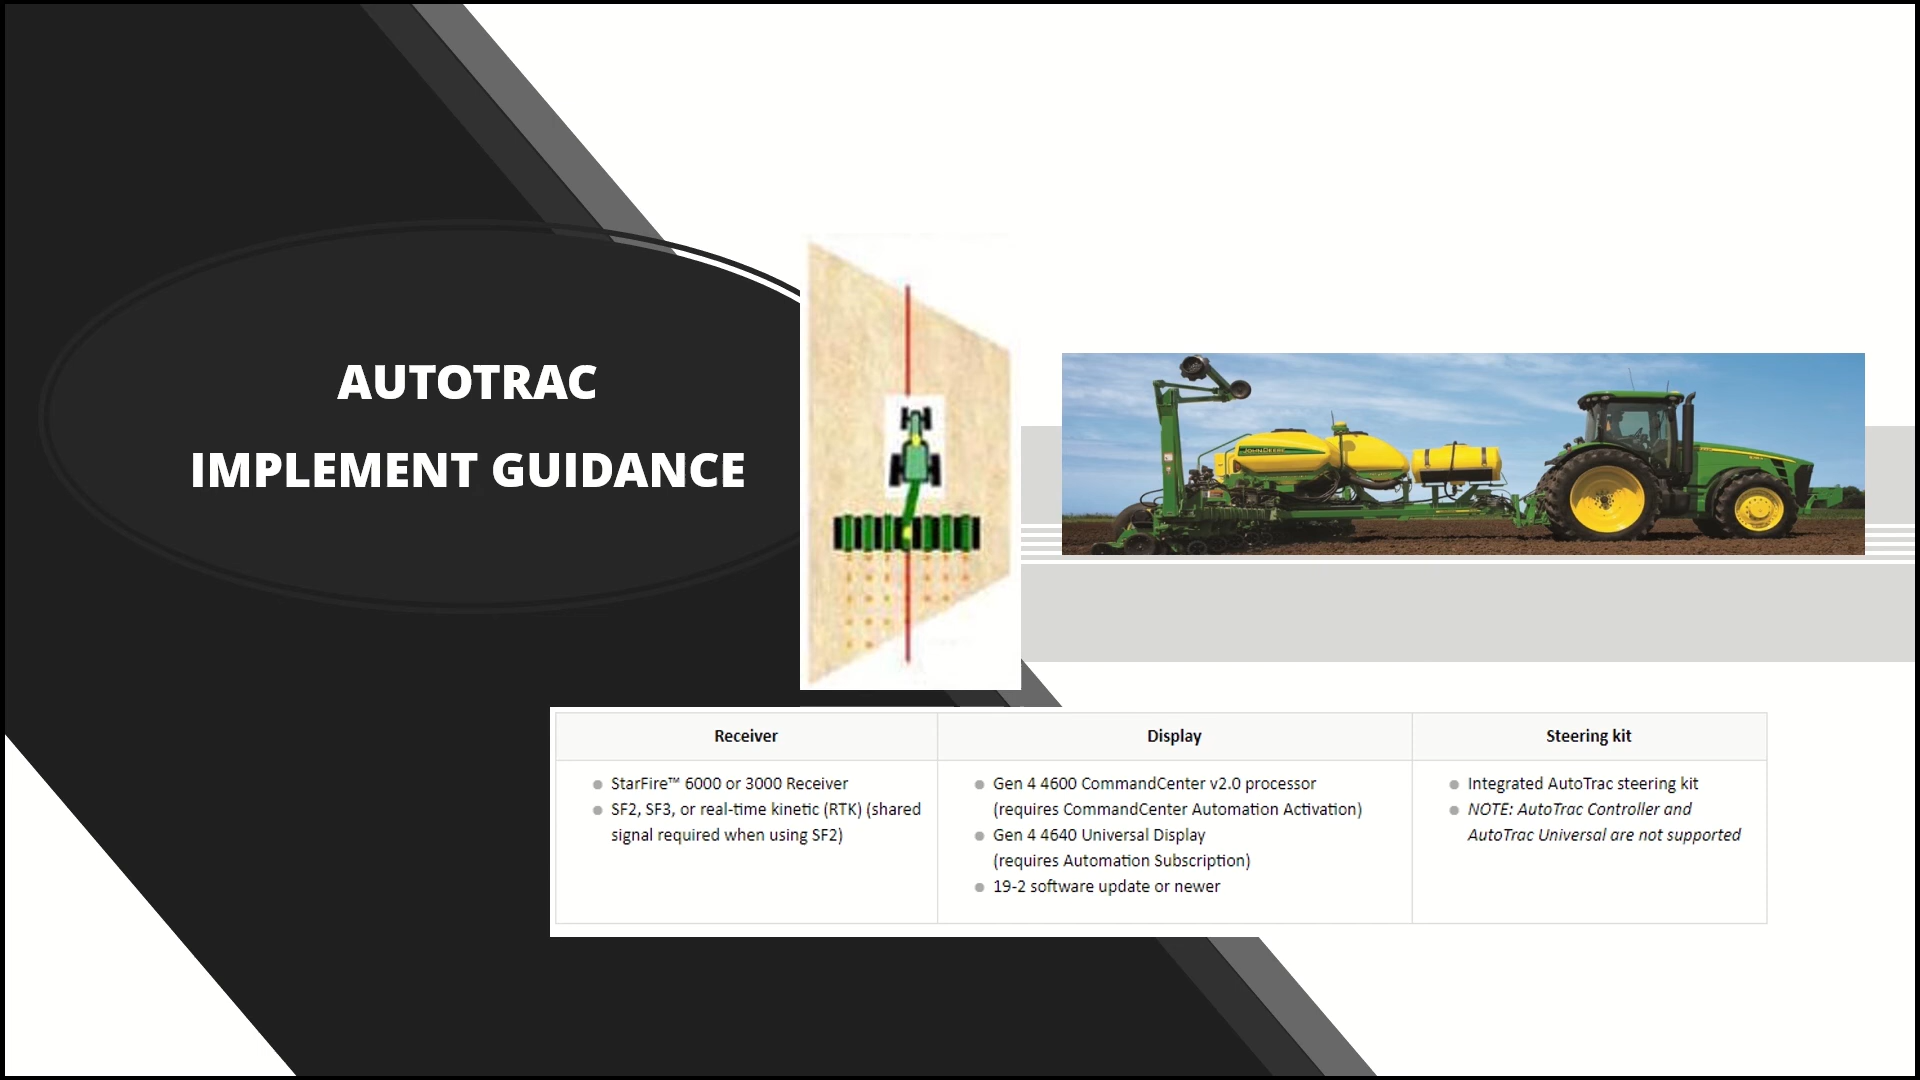 AUTOTRAC
IMPLEMENT GUIDANCE
JOHN DEERE
Receiver
StarFire™ 6000 or 3000 Receiver
SF2, SF3, or real-time kinetic (RTK) (shared
signal required when using SF2)
Display
Gen 4 4600 CommandCenter v2.0 processor
(requires CommandCenter Automation Activation)
Gen 4 4640 Universal Display
(requires Automation Subscription)
19-2 software update or newer
Steering kit
Integrated AutoTrac steering kit
NOTE: AutoTrac Controller and
AutoTrac Universal are not supported